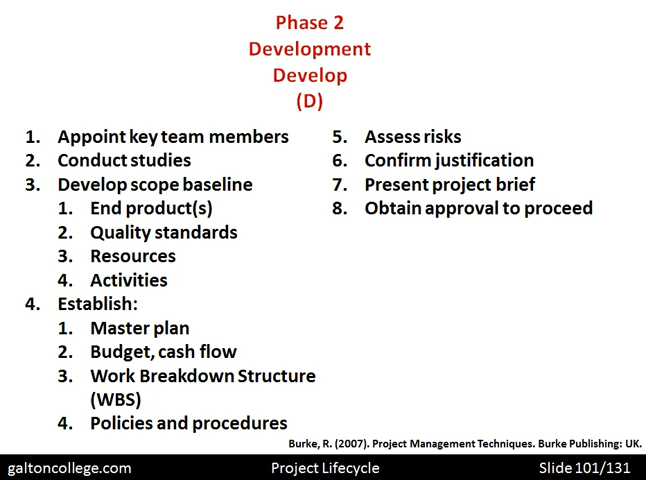 Phase 2
Development
Develop
(D)
1. Appoint key team members
2. Conduct studies
3. Develop scope baseline
1. End product(s)
2. Quality standards
3. Resources
4. Activities
4. Establish:
1. Master plan
2. Budget, cash flow
3. Work Breakdown Structure
(WBS)
4. Policies and procedures
5. Assess risks
6. Confirm justification
7. Present project brief
8. Obtain approval to proceed
Burke, R. (2007). Project Management Techniques. Burke Publishing: UK.
galtoncollege.com
Project Lifecycle
Slide 101/131